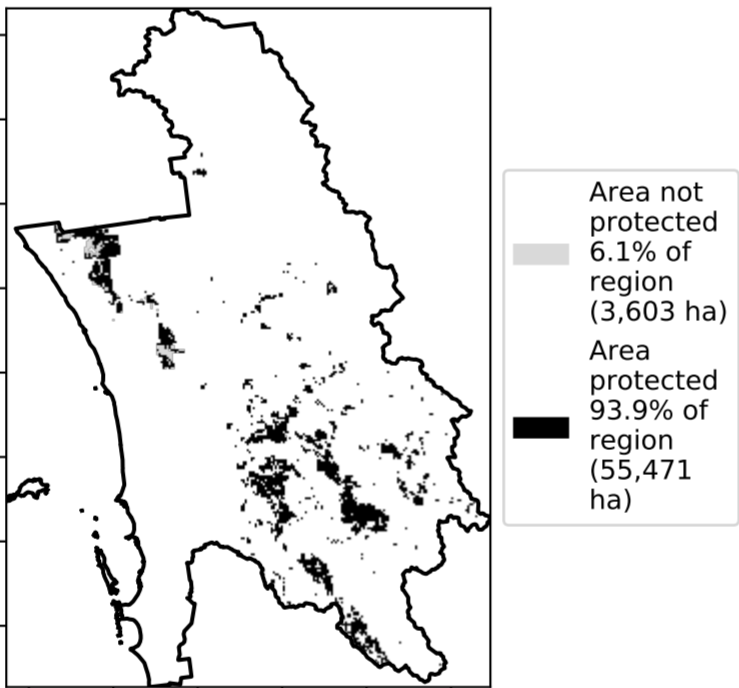 Area not
protected
6.1% of
region
(3,603 ha)
Area
protected
93.9% of
region
(55,471
ha)